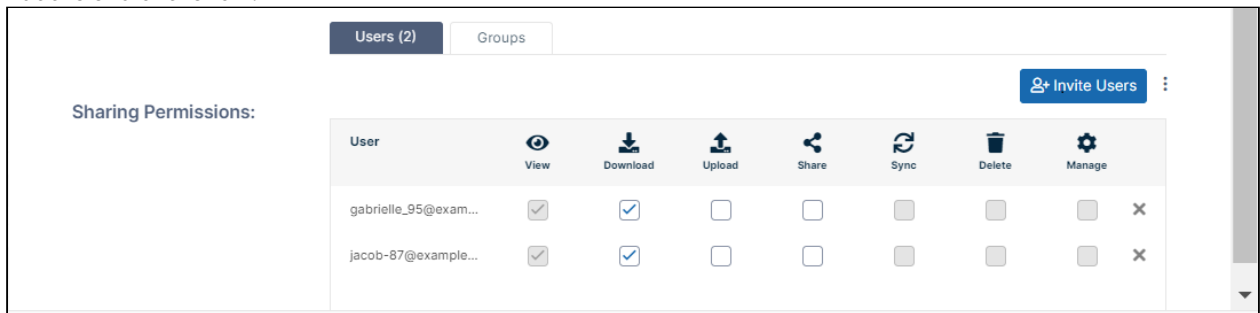 Users (2) Groups
Invite Users
Sharing Permissions:
User View Download Upload Share Sync Delete Manage
gabrielle_95@exam...
jacob-87@example...